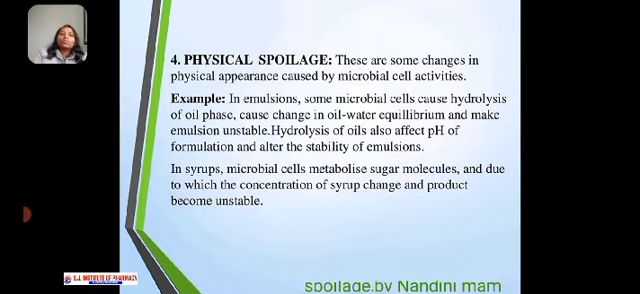 4. PHYSICAL SPOILAGE: These are some changes in
physical appearance caused by microbial cell activities.
Example: In emulsions, some microbial cells cause hydrolysis
of oil phase, cause change in oil-water equillibrium and make
emulsion unstable.Hydrolysis of oils also affect pH of
formulation and alter the stability of emulsions.
In syrups, microbial cells metabolise sugar molecules, and due
to which the concentration of syrup change and product
become unstable.
INSTITUTE OF PHARMACY
spoilage.by Nandini mam